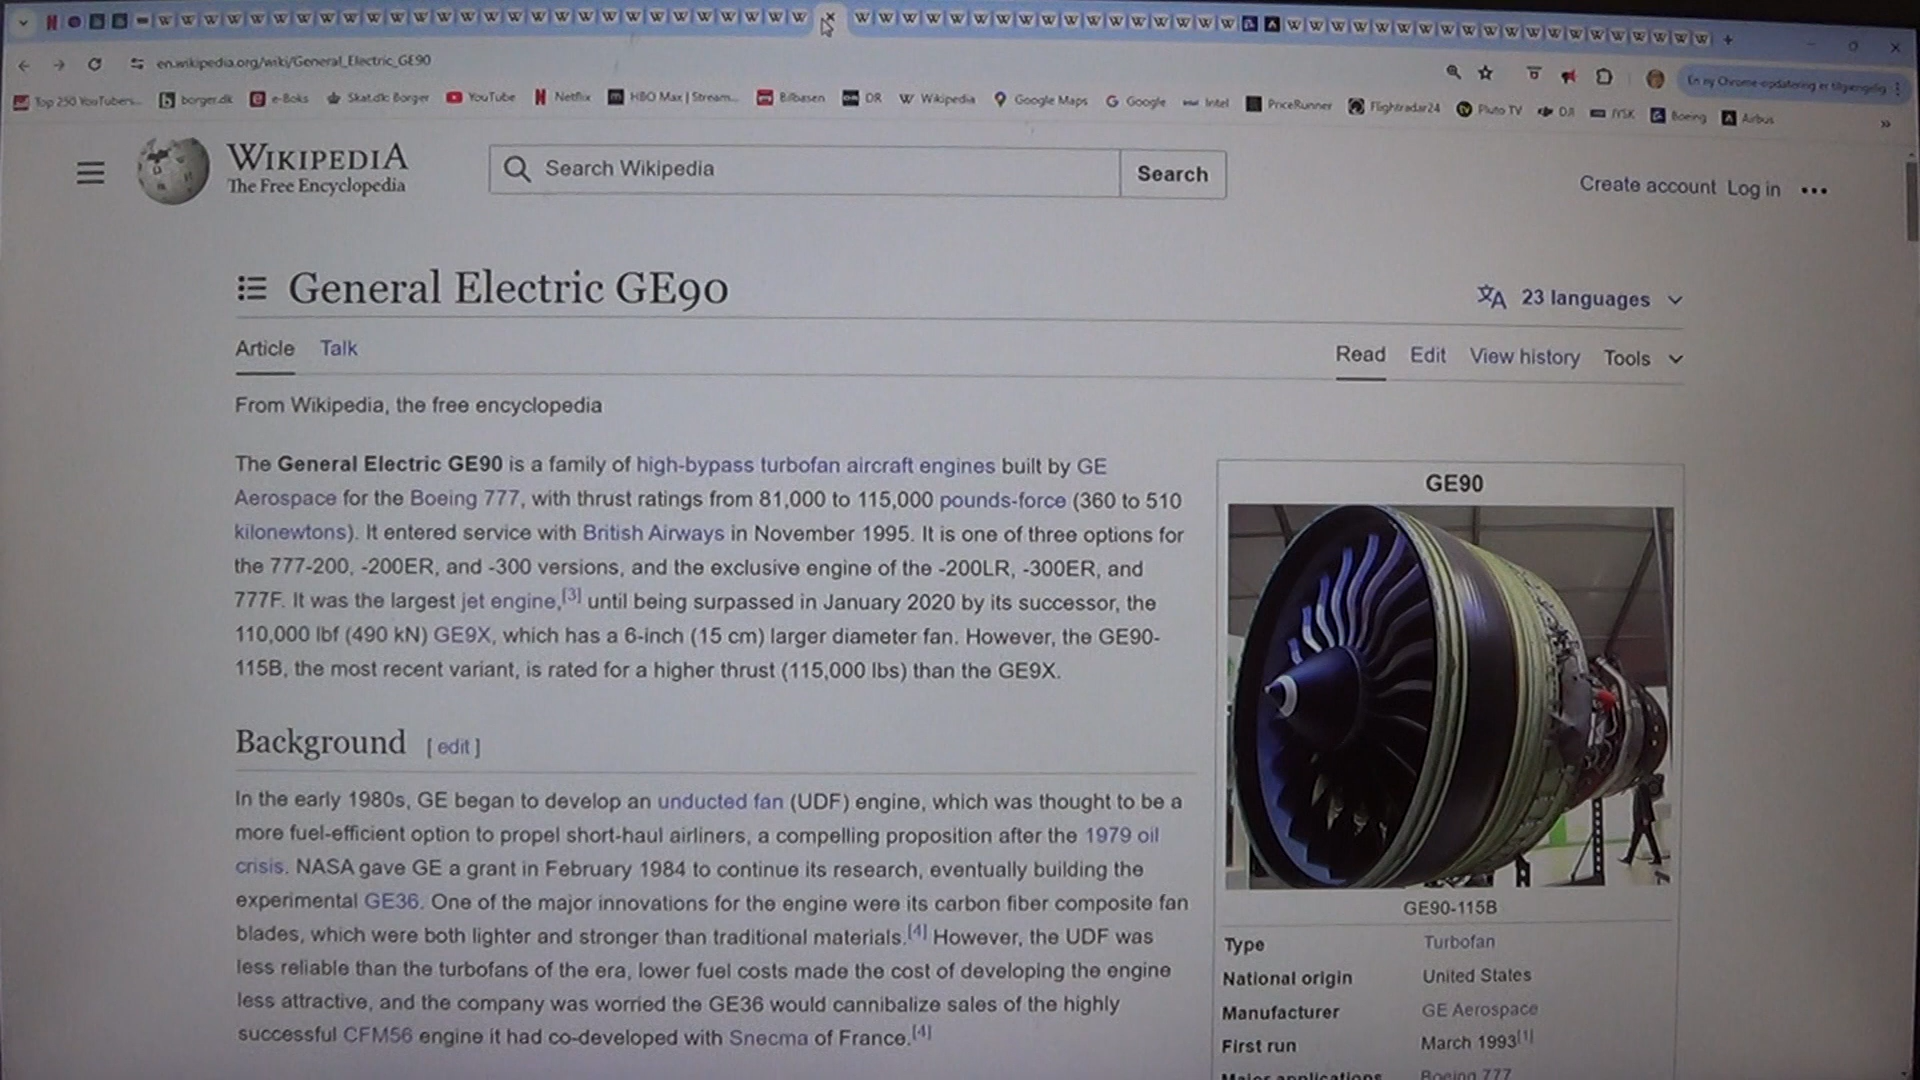 en.wikipedia.org/wiki/General_Electric_GE90
En ny Chrome-opdatering er tilgængelig
Top 250 YouTubers... borger.dk e-Boks Skat.dk: Borger YouTube Netflix HBO Max | Stream... Bilbasen DR Wikipedia Google Maps Google Intel PriceRunner Flightradar24 Pluto TV DJI JYSK Boeing Airbus
WIKIPEDIA
The Free Encyclopedia
Search Wikipedia
Search
Create account Log in
General Electric GE90
23 languages
Article Talk
Read Edit View history Tools
From Wikipedia, the free encyclopedia
The General Electric GE90 is a family of high-bypass turbofan aircraft engines built by GE
Aerospace for the Boeing 777, with thrust ratings from 81,000 to 115,000 pounds-force (360 to 510
kilonewtons). It entered service with British Airways in November 1995. It is one of three options for
the 777-200, -200ER, and -300 versions, and the exclusive engine of the -200LR, -300ER, and
777F. It was the largest jet engine,[3] until being surpassed in January 2020 by its successor, the
110,000 lbf (490 kN) GE9X, which has a 6-inch (15 cm) larger diameter fan. However, the GE90-
115B, the most recent variant, is rated for a higher thrust (115,000 lbs) than the GE9X.
Background [ edit ]
In the early 1980s, GE began to develop an unducted fan (UDF) engine, which was thought to be a
more fuel-efficient option to propel short-haul airliners, a compelling proposition after the 1979 oil
crisis. NASA gave GE a grant in February 1984 to continue its research, eventually building the
experimental GE36. One of the major innovations for the engine were its carbon fiber composite fan
blades, which were both lighter and stronger than traditional materials.[4] However, the UDF was
less reliable than the turbofans of the era, lower fuel costs made the cost of developing the engine
less attractive, and the company was worried the GE36 would cannibalize sales of the highly
successful CFM56 engine it had co-developed with Snecma of France.[4]
GE90
GE90-115B
Type Turbofan
National origin United States
Manufacturer GE Aerospace
First run March 1993[1]
Major applications Boeing 777